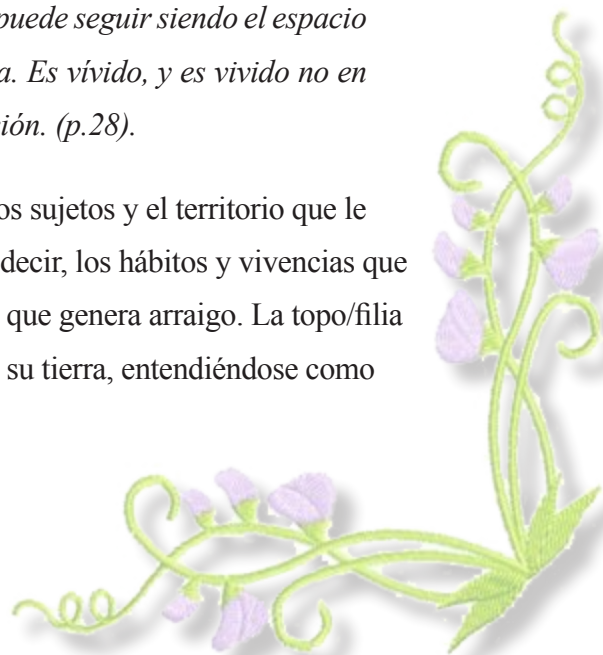 puede seguir siendo el espacio
a. Es vívido, y es vivido no en
ión. (p.28).
os sujetos y el territorio que le
decir, los hábitos y vivencias que
que genera arraigo. La topo/filia
su tierra, entendiéndose como